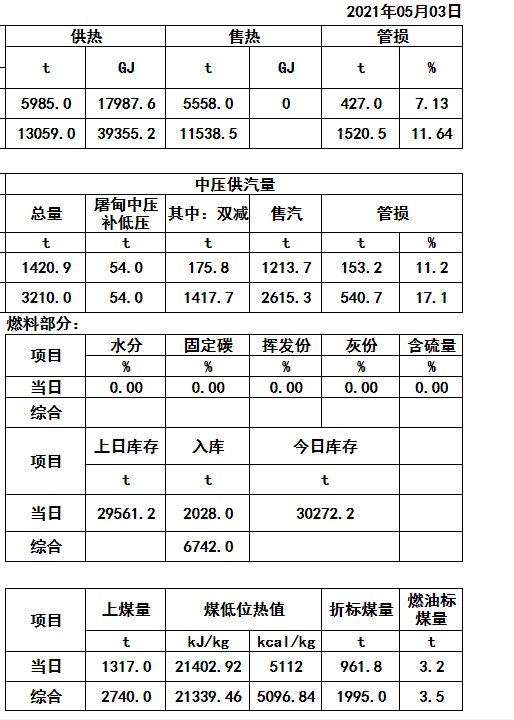 2021年05月03日
供热 售热 管损
t GJ t GJ t %
5985.0 17987.6 5558.0 0 427.0 7.13
13059.0 39355.2 11538.5 1520.5 11.64
中压供汽量
总量 屠甸中压补低压 其中：双减 售汽 管损
t t t t t %
1420.9 54.0 175.8 1213.7 153.2 11.2
3210.0 54.0 1417.7 2615.3 540.7 17.1
燃料部分：
项目 水分 固定碳 挥发份 灰份 含硫量
% % % % %
当日 0.00 0.00 0.00 0.00 0.00
综合
项目 上日库存 入库 今日库存
t t t
当日 29561.2 2028.0 30272.2
综合 6742.0
项目 上煤量 煤低位热值 折标煤量 燃油标煤量
t kJ/kg kcal/kg t t
当日 1317.0 21402.92 5112 961.8 3.2
综合 2740.0 21339.46 5096.84 1995.0 3.5